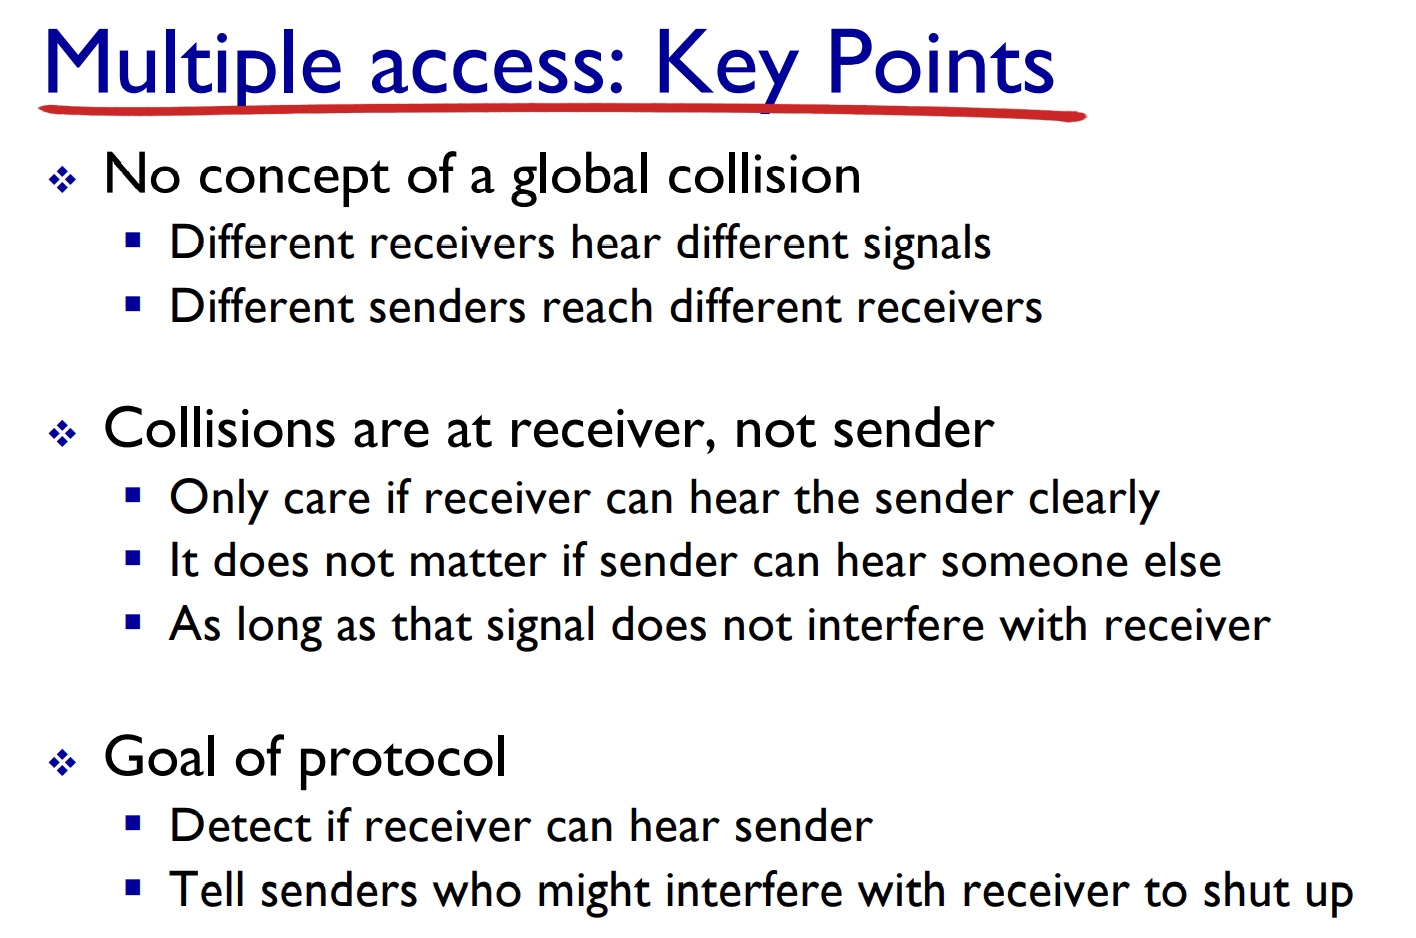 Multiple access: Key Points
No concept of a global collision
Different receivers hear different signals
Different senders reach different receivers
Collisions are at receiver, not sender
Only care if receiver can hear the sender clearly
It does not matter if sender can hear someone else
As long as that signal does not interfere with receiver
Goal of protocol
Detect if receiver can hear sender
Tell senders who might interfere with receiver to shut up